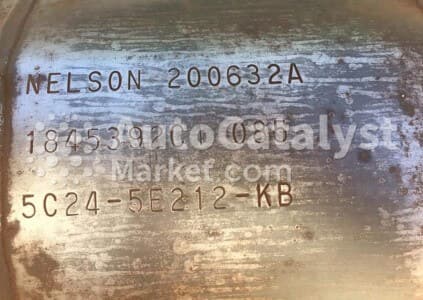 NELSON 200632A
AutoCatalyst
Market.com
5C24-5E212-KB